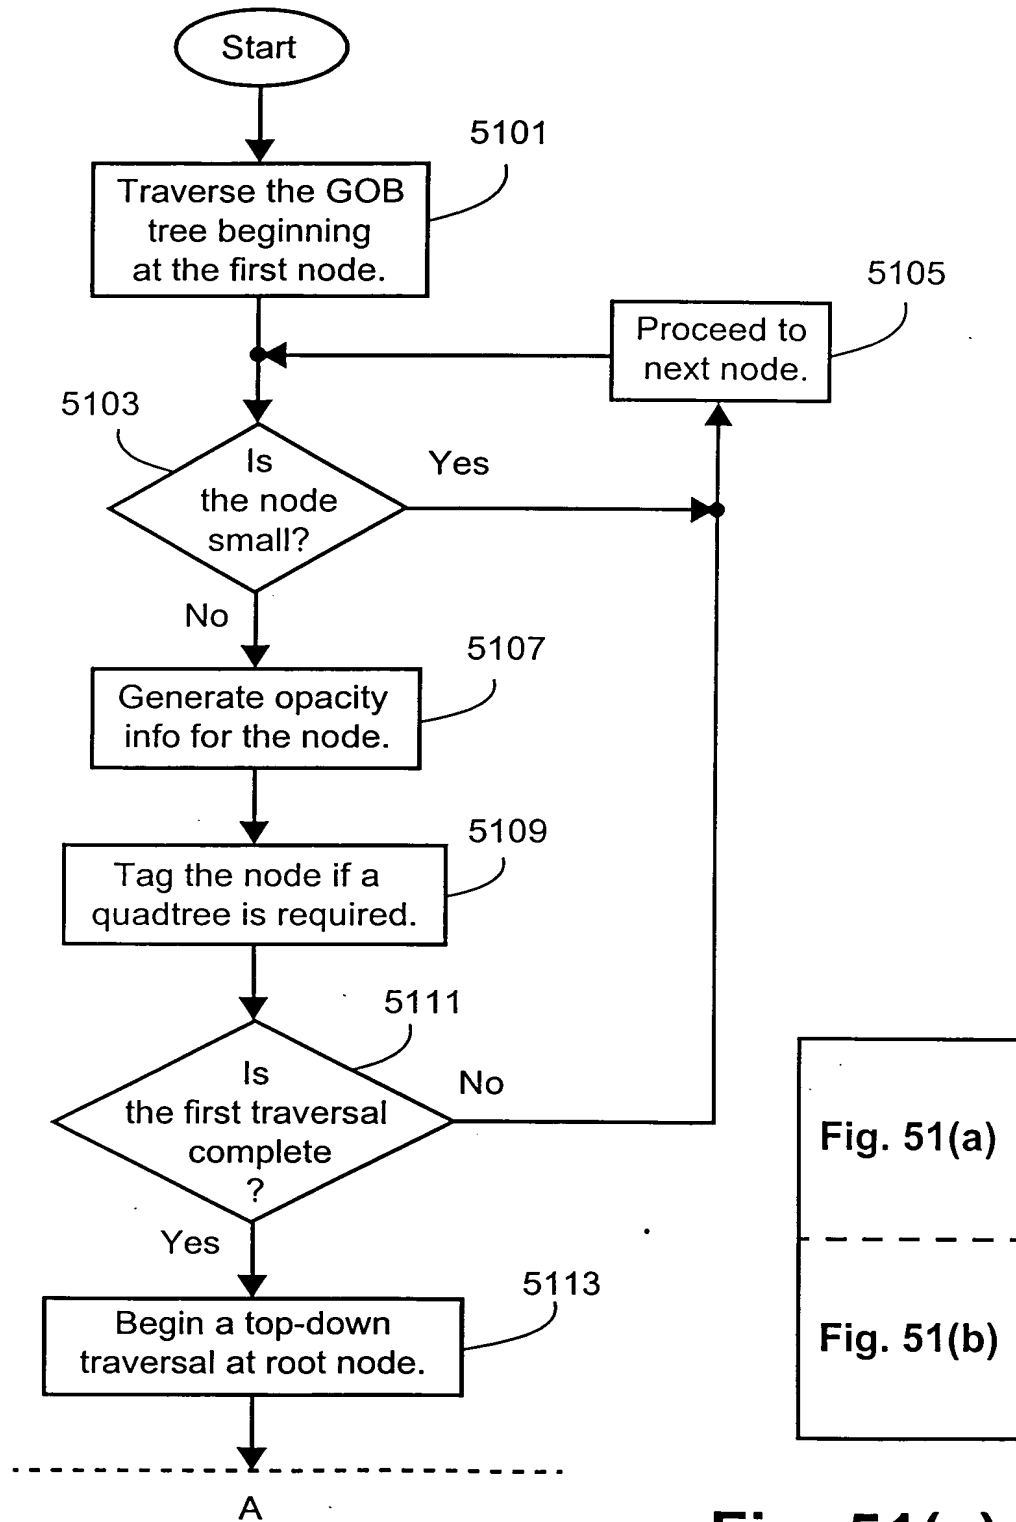 Start
5101
Traverse the GOB
tree beginning
at the first node.
5105
Proceed to
next node.
5103
Is
the node
small?
Yes
No
5107
Generate opacity
info for the node.
5109
Tag the node if a
quadtree is required.
5111
Is
the first traversal
complete
?
No
Yes
5113
Begin a top-down
traversal at root node.
A
Fig. 51(a)
Fig. 51(b)